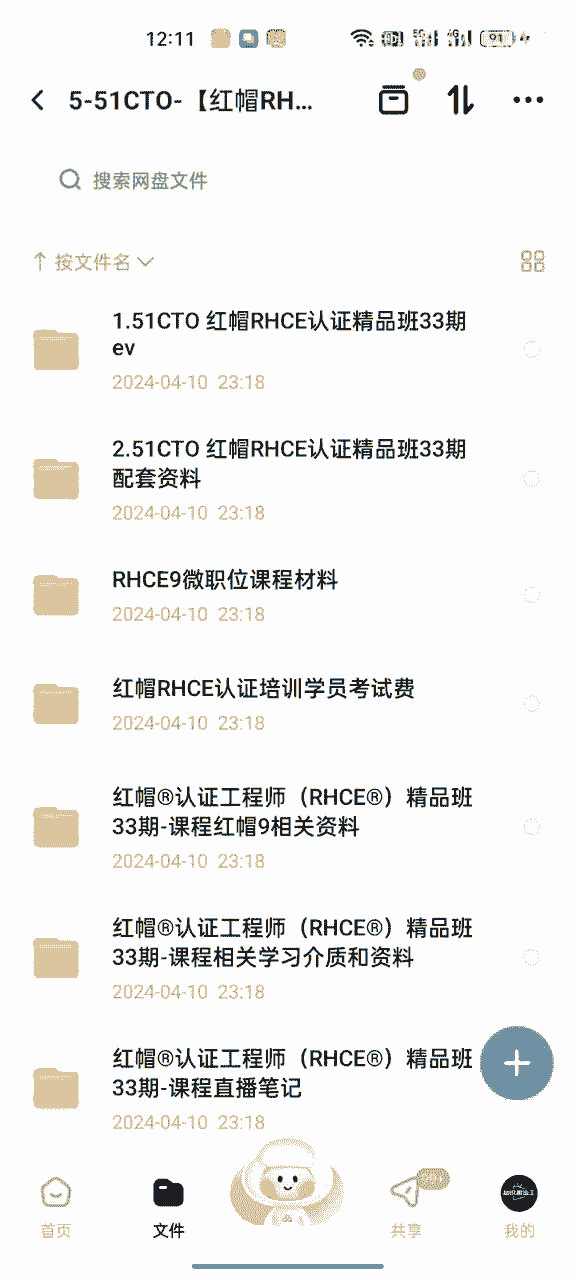 12:11
5G
4G
91
5-51CTO-【红帽RH...
搜索网盘文件
按文件名
1.51CTO 红帽RHCE认证精品班33期
ev
2024-04-10 23:18
2.51CTO 红帽RHCE认证精品班33期
配套资料
2024-04-10 23:18
RHCE9微职位课程材料
2024-04-10 23:18
红帽RHCE认证培训学员考试费
2024-04-10 23:18
红帽®认证工程师（RHCE®）精品班
33期-课程红帽9相关资料
2024-04-10 23:18
红帽®认证工程师（RHCE®）精品班
33期-课程相关学习介质和资料
2024-04-10 23:18
红帽®认证工程师（RHCE®）精品班
33期-课程直播笔记
2024-04-10 23:18
首页
文件
共享
我的